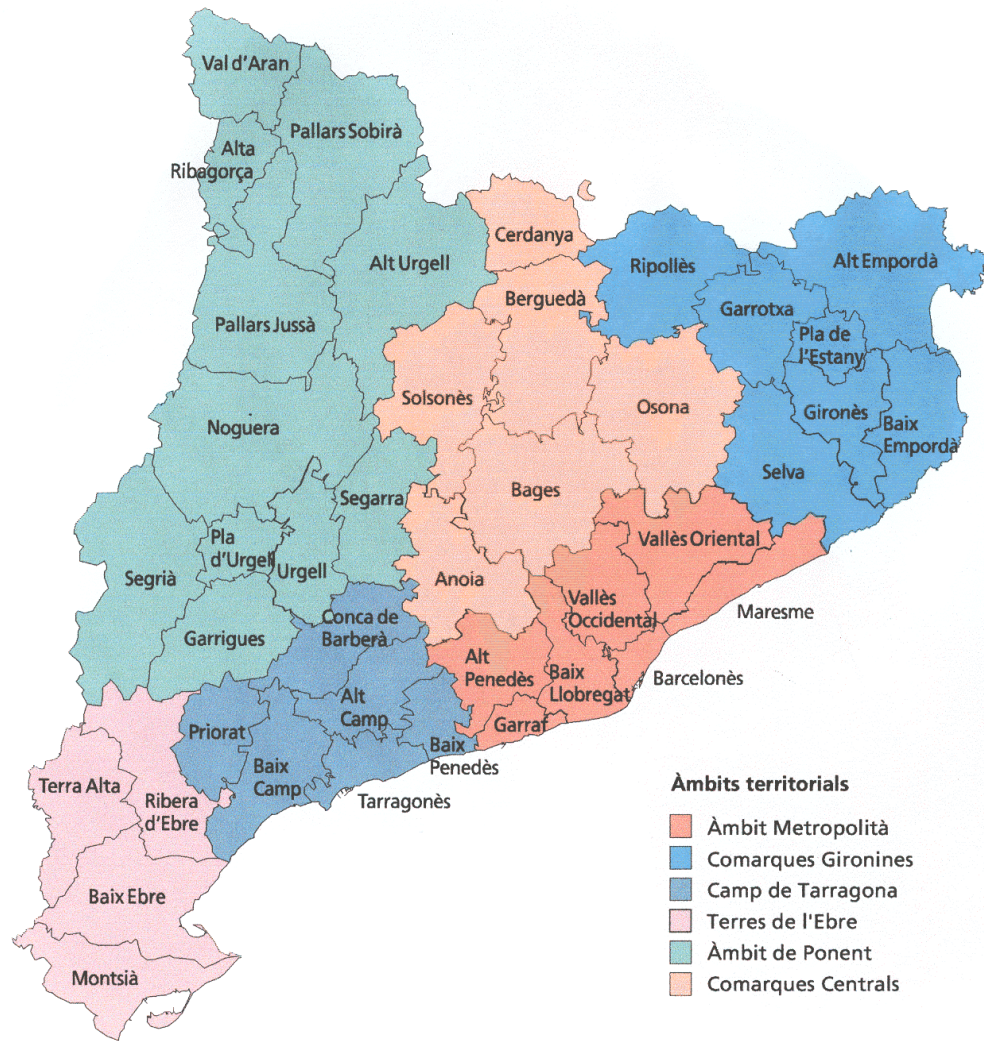 Val d'Aran
Pallars Sobirà
Alta
Ribagorça
Cerdanya
Alt Urgell
Ripollès
Alt Empordà
Berguedà
Garrotxa
Pallars Jussà
Pla de
l'Estany
Solsonès
Osona
Gironès
Baix
Empordà
Noguera
Selva
Bages
Segarra
Vallès Oriental
Pla
d'Urgell
Urgell
Segrià
Anoia
Vallès
Occidental
Maresme
Conca de
Barberà
Garrigues
Alt
Penedès
Baix
Llobregat
Barcelonès
Alt
Camp
Garraf
Priorat
Baix
Penedès
Baix
Camp
Tarragonès
Terra Alta
Ribera
d'Ebre
Baix Ebre
Montsià
Àmbits territorials
Àmbit Metropolità
Comarques Gironines
Camp de Tarragona
Terres de l'Ebre
Àmbit de Ponent
Comarques Centrals